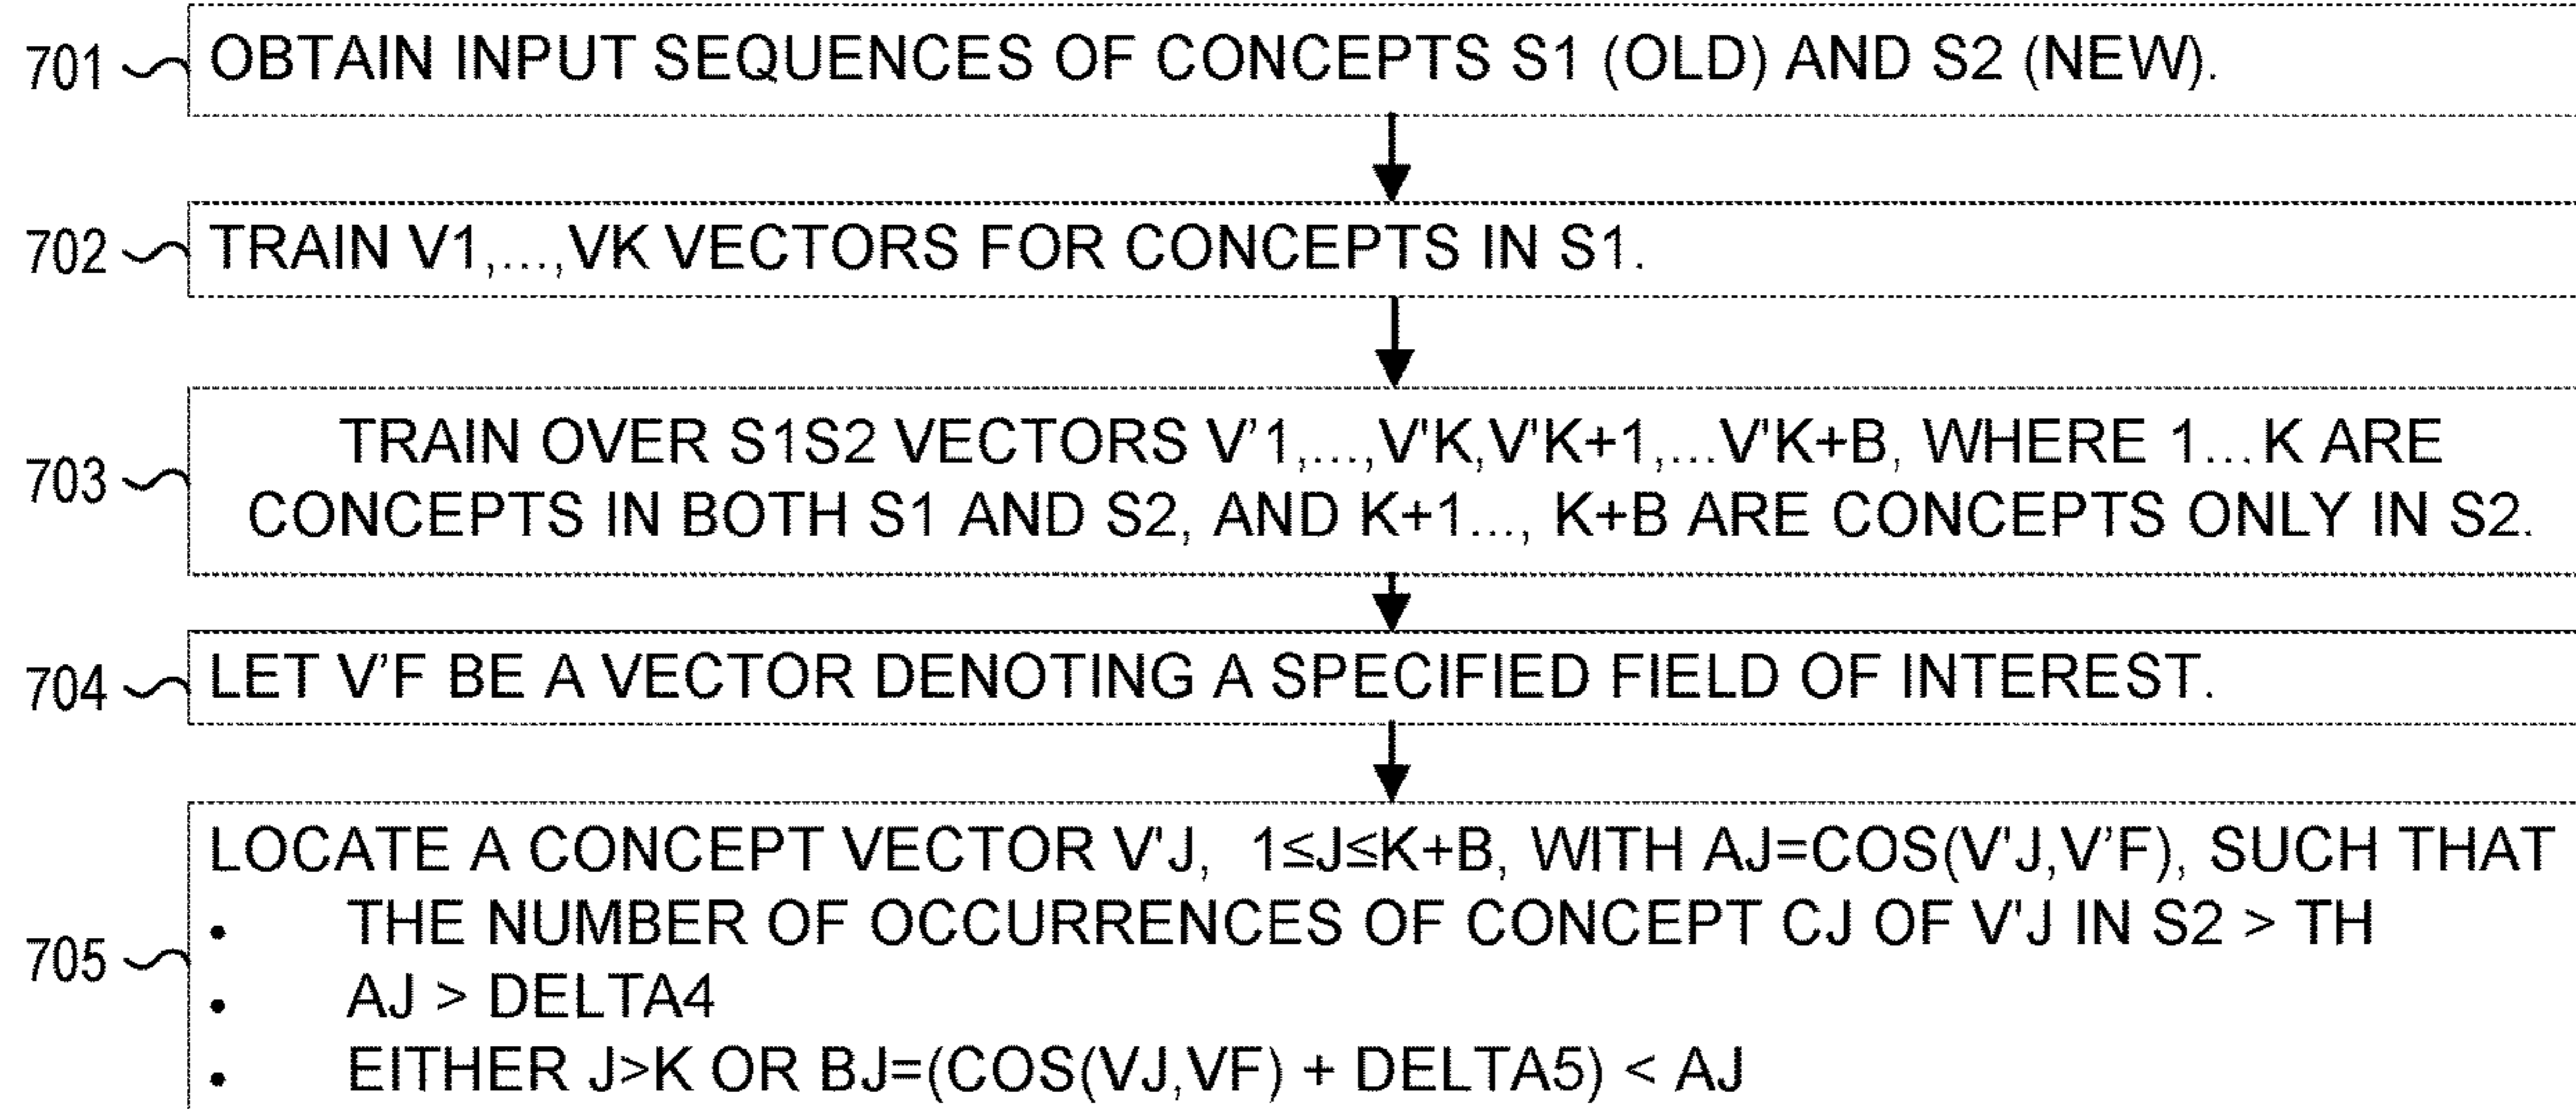 701 OBTAIN INPUT SEQUENCES OF CONCEPTS S1 (OLD) AND S2 (NEW).
702 TRAIN V1,...,VK VECTORS FOR CONCEPTS IN S1.
TRAIN OVER S1S2 VECTORS V’1,...,V'K,V'K+1,...V'K+B, WHERE 1...K ARE
703 CONCEPTS IN BOTH S1 AND S2, AND K+1..., K+B ARE CONCEPTS ONLY IN S2.
704 LET V’F BE A VECTOR DENOTING A SPECIFIED FIELD OF INTEREST.
LOCATE A CONCEPT VECTOR V'J, 1≤J≤K+B, WITH AJ=COS(V'J,V’F), SUCH THAT
• THE NUMBER OF OCCURRENCES OF CONCEPT CJ OF V'J IN S2 > TH
705
• AJ > DELTA4
• EITHER J>K OR BJ=(COS(VJ,VF) + DELTA5) < AJ